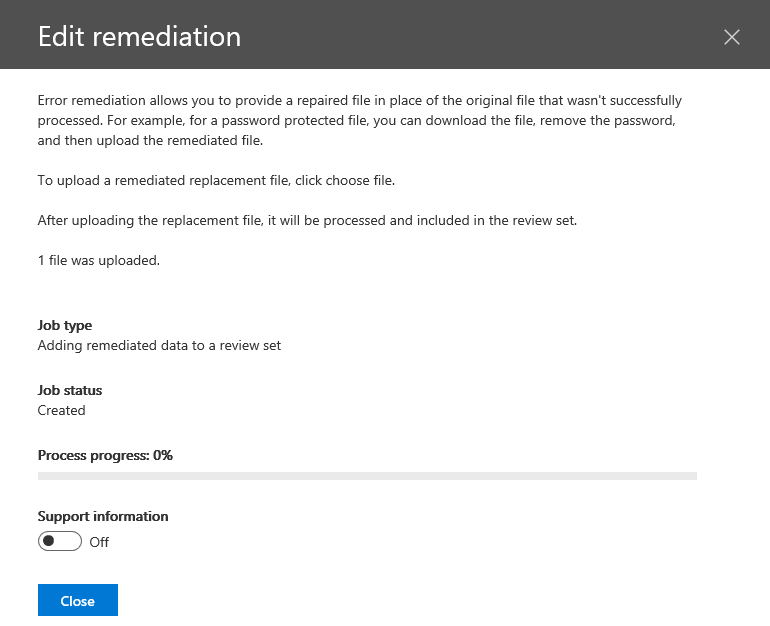 Edit remediation
Error remediation allows you to provide a repaired file in place of the original file that wasn't successfully
processed. For example, for a password protected file, you can download the file, remove the password,
and then upload the remediated file.
To upload a remediated replacement file, click choose file.
After uploading the replacement file, it will be processed and included in the review set.
1 file was uploaded.
Job type
Adding remediated data to a review set
Job status
Created
Process progress: 0%
Support information
Off
Close